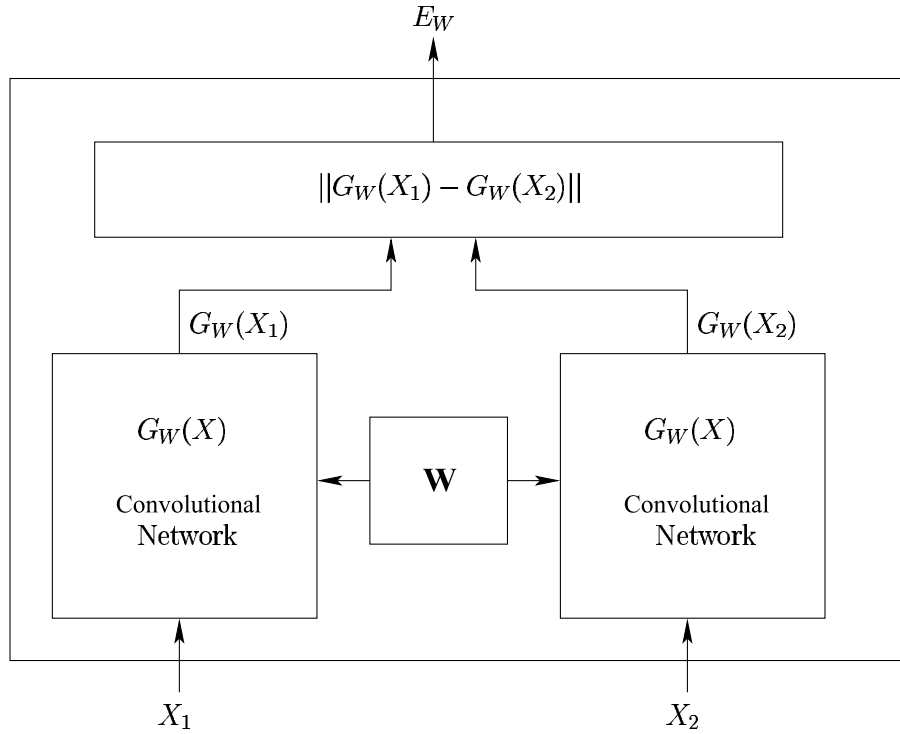 E_W
||G_W(X_1) − G_W(X_2)||
G_W(X_1)
G_W(X_2)
G_W(X)
Convolutional
Network
W
G_W(X)
Convolutional
Network
X_1
X_2